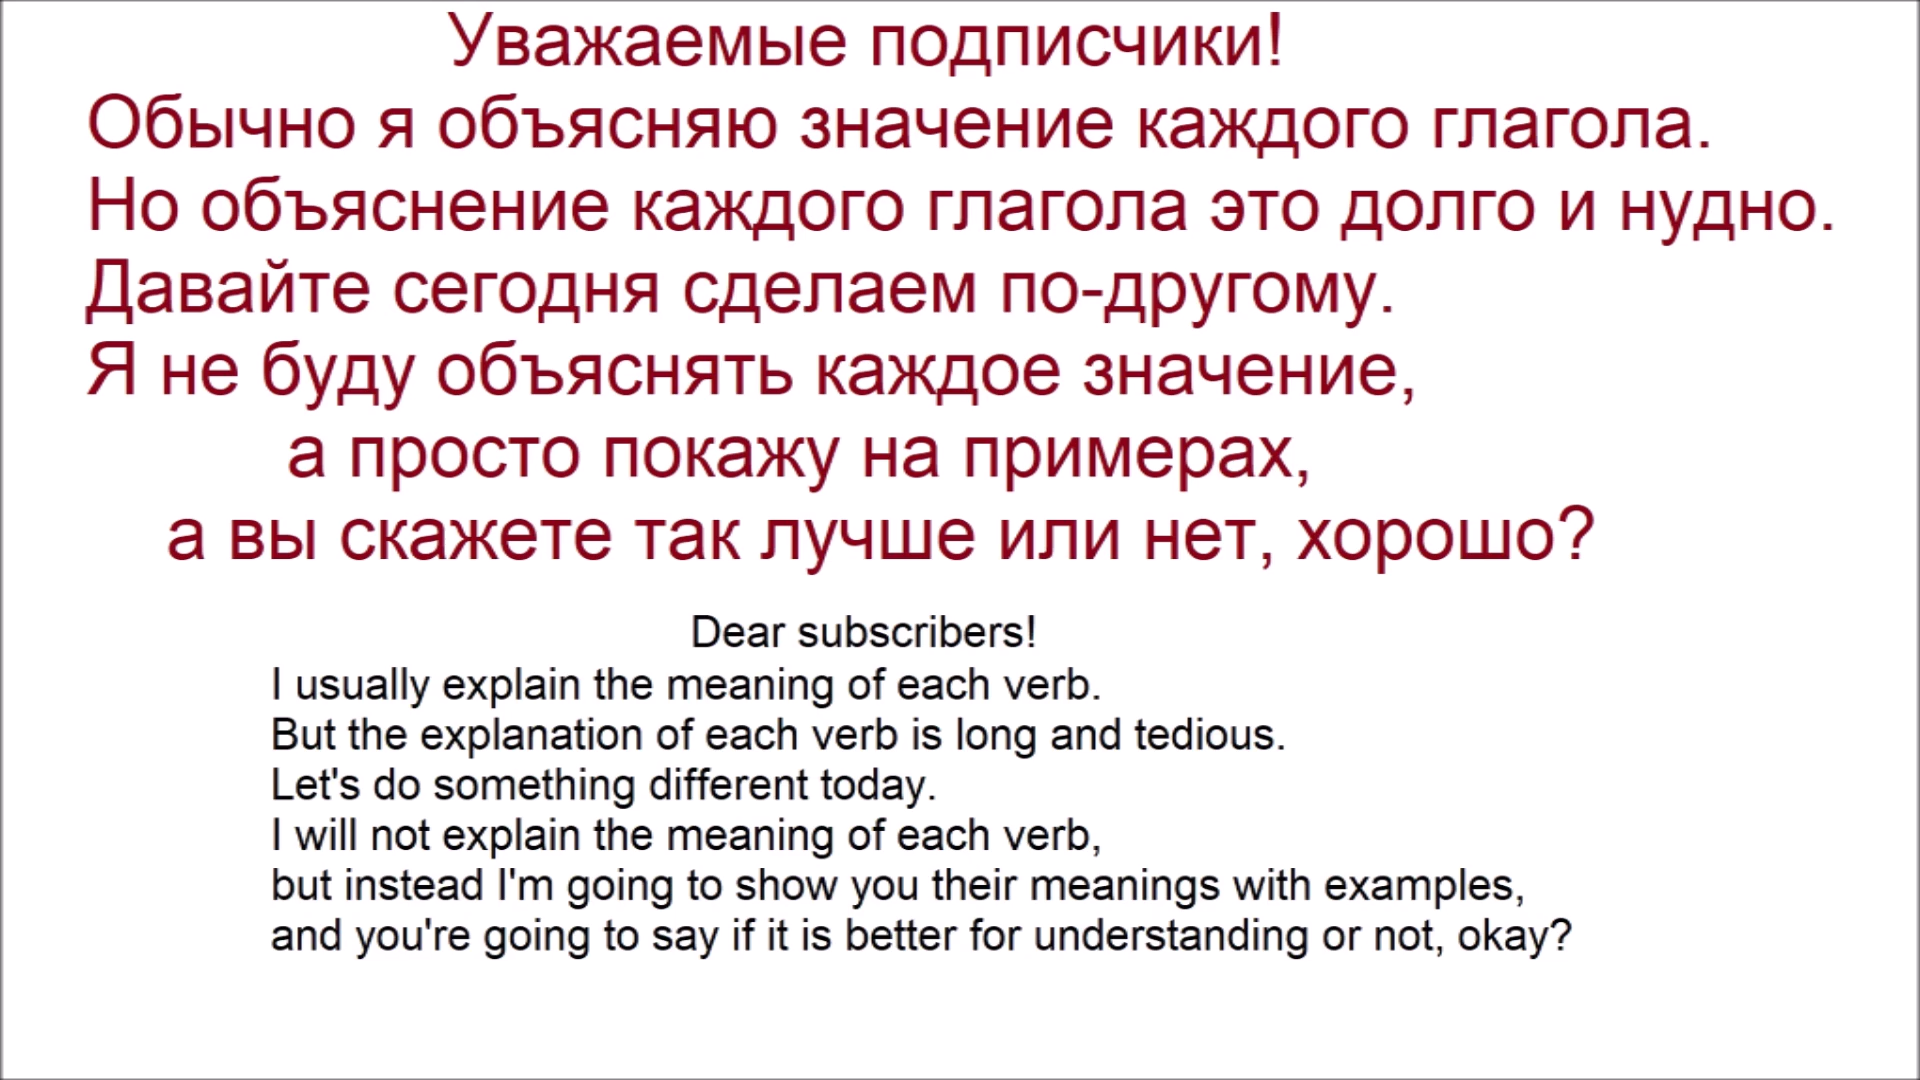 Уважаемые подписчики!
Обычно я объясняю значение каждого глагола.
Но объяснение каждого глагола это долго и нудно.
Давайте сегодня сделаем по-другому.
Я не буду объяснять каждое значение,
а просто покажу на примерах,
а вы скажете так лучше или нет, хорошо?
Dear subscribers!
I usually explain the meaning of each verb.
But the explanation of each verb is long and tedious.
Let's do something different today.
I will not explain the meaning of each verb,
but instead I'm going to show you their meanings with examples,
and you're going to say if it is better for understanding or not, okay?